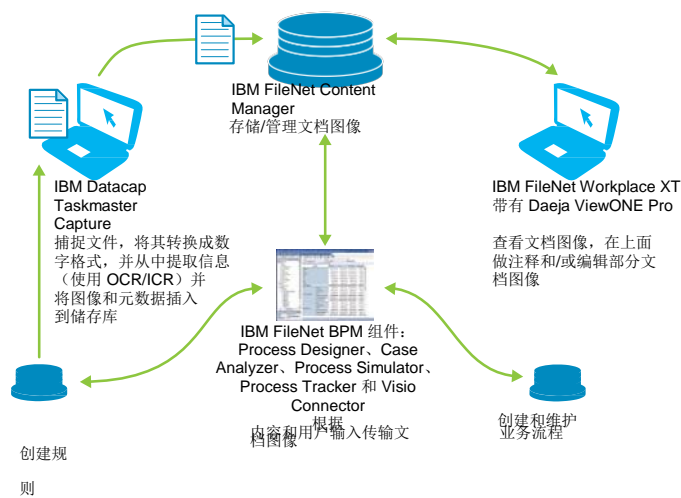 IBM FileNet Content
Manager
存储/管理文档图像
IBM Datacap
Taskmaster
Capture
捕捉文件，将其转换成数
字格式，并从中提取信息
（使用 OCR/ICR）并
将图像和元数据插入
到储存库
IBM FileNet Workplace XT
带有 Daeja ViewONE Pro
查看文档图像，在上面
做注释和/或编辑部分文
档图像
IBM FileNet BPM 组件：
Process Designer、Case
Analyzer、Process Simulator、
Process Tracker 和 Visio
Connector
根据
内容和用户输入传输文
档图像
创建规
则
创建和维护
业务流程